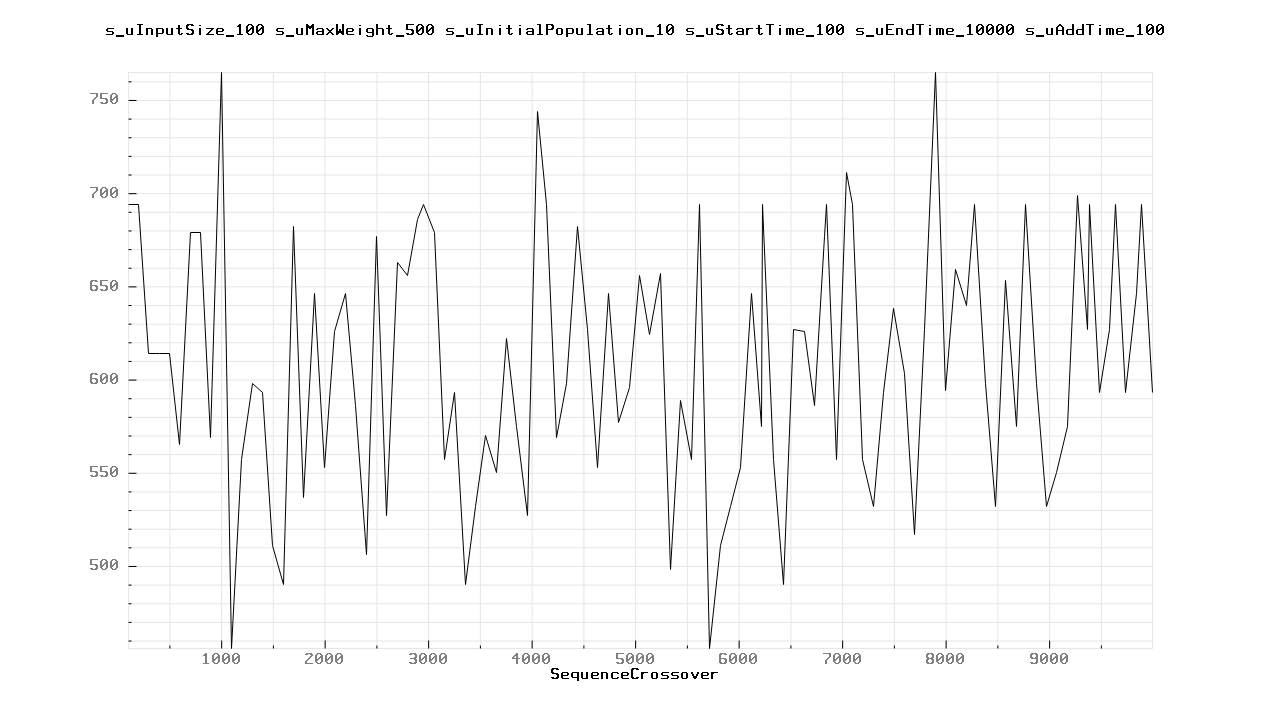 s_uInputSize_100 s_uMaxWeight_500 s_uInitialPopulation_10 s_uStartTime_100 s_uEndTime_10000 s_uAddTime_100
750
700
650
600
550
500
1000 2000 3000 4000 5000 6000 7000 8000 9000
SequenceCrossover